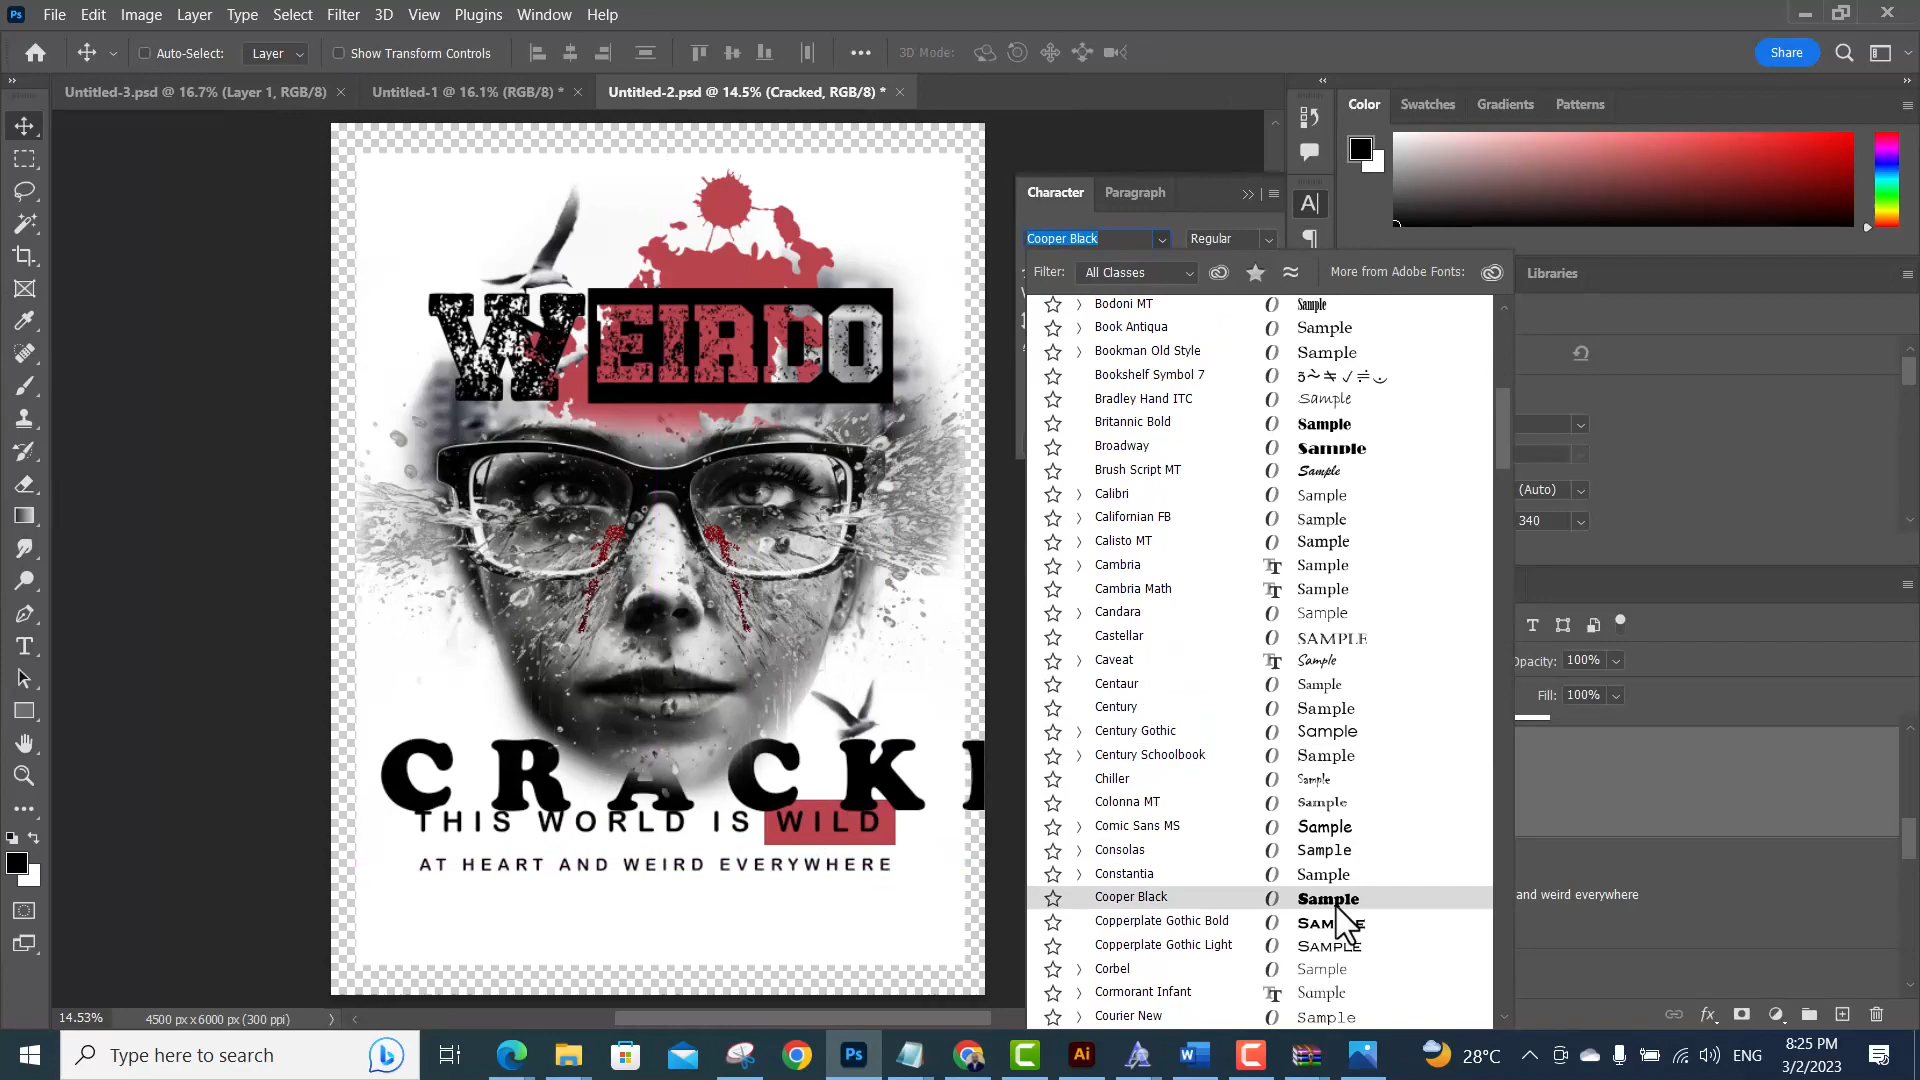 Ps File Edit Image Layer Type Select Filter 3D View Plugins Window Help
Auto-Select: Layer Show Transform Controls 3D Mode: Share
Untitled-3.psd @ 16.7% (Layer 1, RGB/8) Untitled-1 @ 16.1% (RGB/8) * Untitled-2.psd @ 14.5% (Cracked, RGB/8) *
Color Swatches Gradients Patterns
Character Paragraph
Cooper Black Regular
Filter: All Classes More from Adobe Fonts:
Libraries
Bodoni MT Sample
Book Antiqua Sample
Bookman Old Style Sample
Bookshelf Symbol 7
Bradley Hand ITC Sample
Britannic Bold Sample
Broadway Sample
Brush Script MT Sample
Calibri Sample
Californian FB Sample
Calisto MT Sample
Cambria Sample
Cambria Math Sample
Candara Sample
Castellar SAMPLE
Caveat Sample
Centaur Sample
Century Sample
Century Gothic Sample
Century Schoolbook Sample
Chiller Sample
Colonna MT Sample
Comic Sans MS Sample
Consolas Sample
Constantia Sample
Cooper Black Sample
Copperplate Gothic Bold
Copperplate Gothic Light SAMPLE
Corbel Sample
Cormorant Infant Sample
Courier New Sample
(Auto)
340
Opacity: 100%
Fill: 100%
and weird everywhere
WEIRDO
CRACK
THIS WORLD IS WILD
AT HEART AND WEIRD EVERYWHERE
14.53% 4500 px x 6000 px (300 ppi)
Type here to search
Ps Ai W
28°C ENG 8:25 PM
3/2/2023